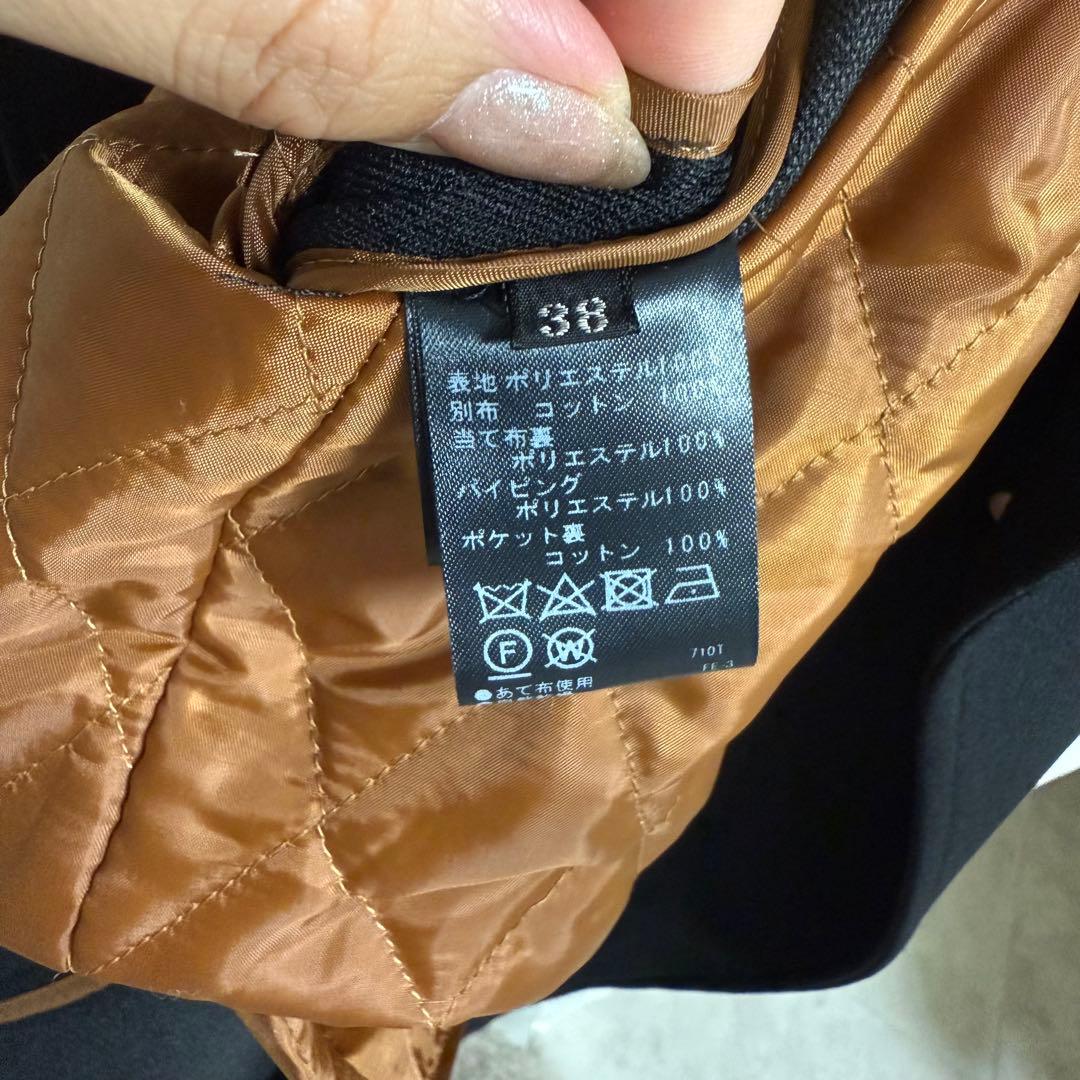 38
表地 ポリエステル100%
別布 コットン 100%
当て布裏
ポリエステル100%
パイピング
ポリエステル100%
ポケット裏
コットン 100%
F
W
710T
FF-3
●あて布使用